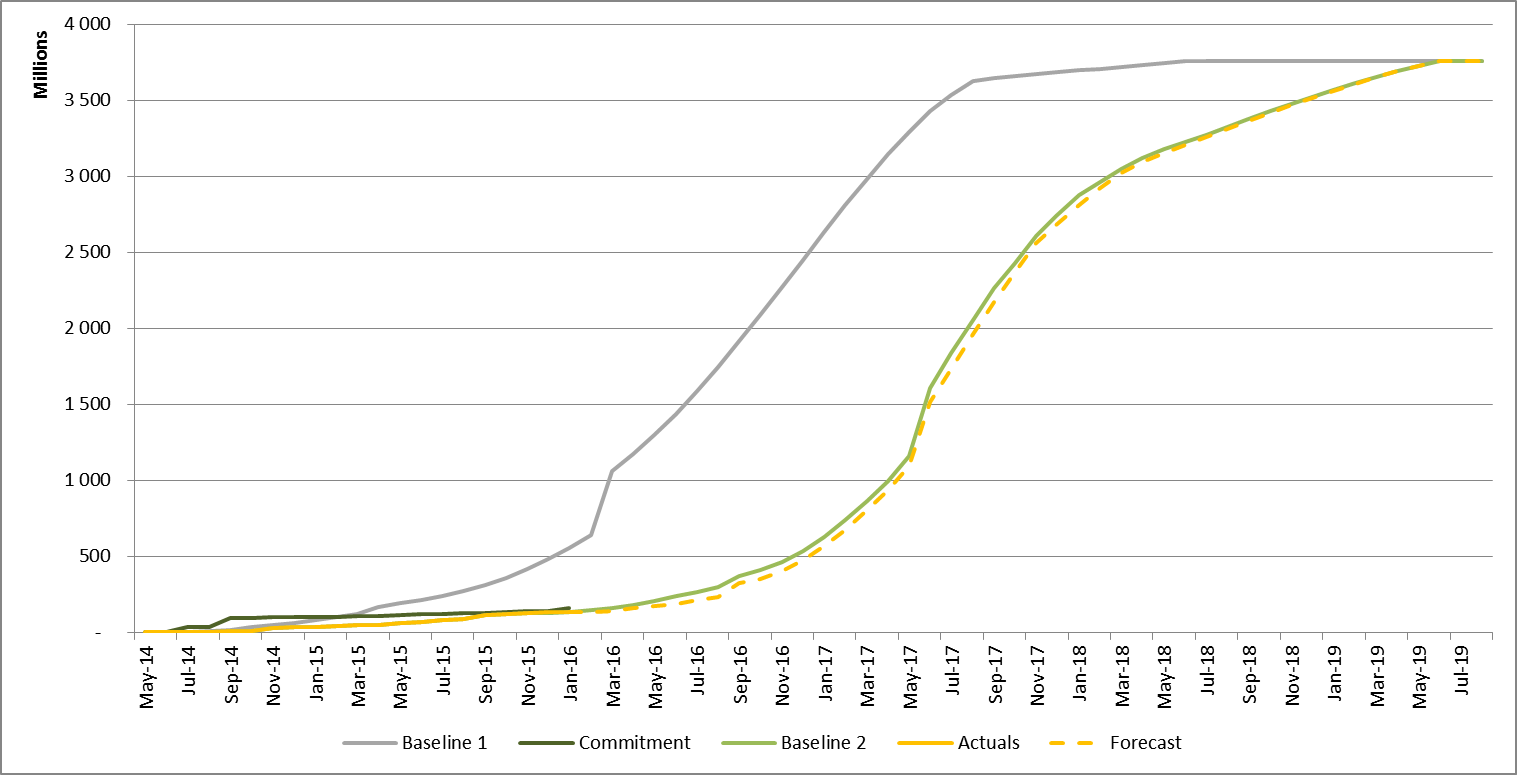 Millions
4 000
3 500
3 000
2 500
2 000
1 500
1 000
500
-
May-14
Jul-14
Sep-14
Nov-14
Jan-15
Mar-15
May-15
Jul-15
Sep-15
Nov-15
Jan-16
Mar-16
May-16
Jul-16
Sep-16
Nov-16
Jan-17
Mar-17
May-17
Jul-17
Sep-17
Nov-17
Jan-18
Mar-18
May-18
Jul-18
Sep-18
Nov-18
Jan-19
Mar-19
May-19
Jul-19
Baseline 1 Commitment Baseline 2 Actuals Forecast